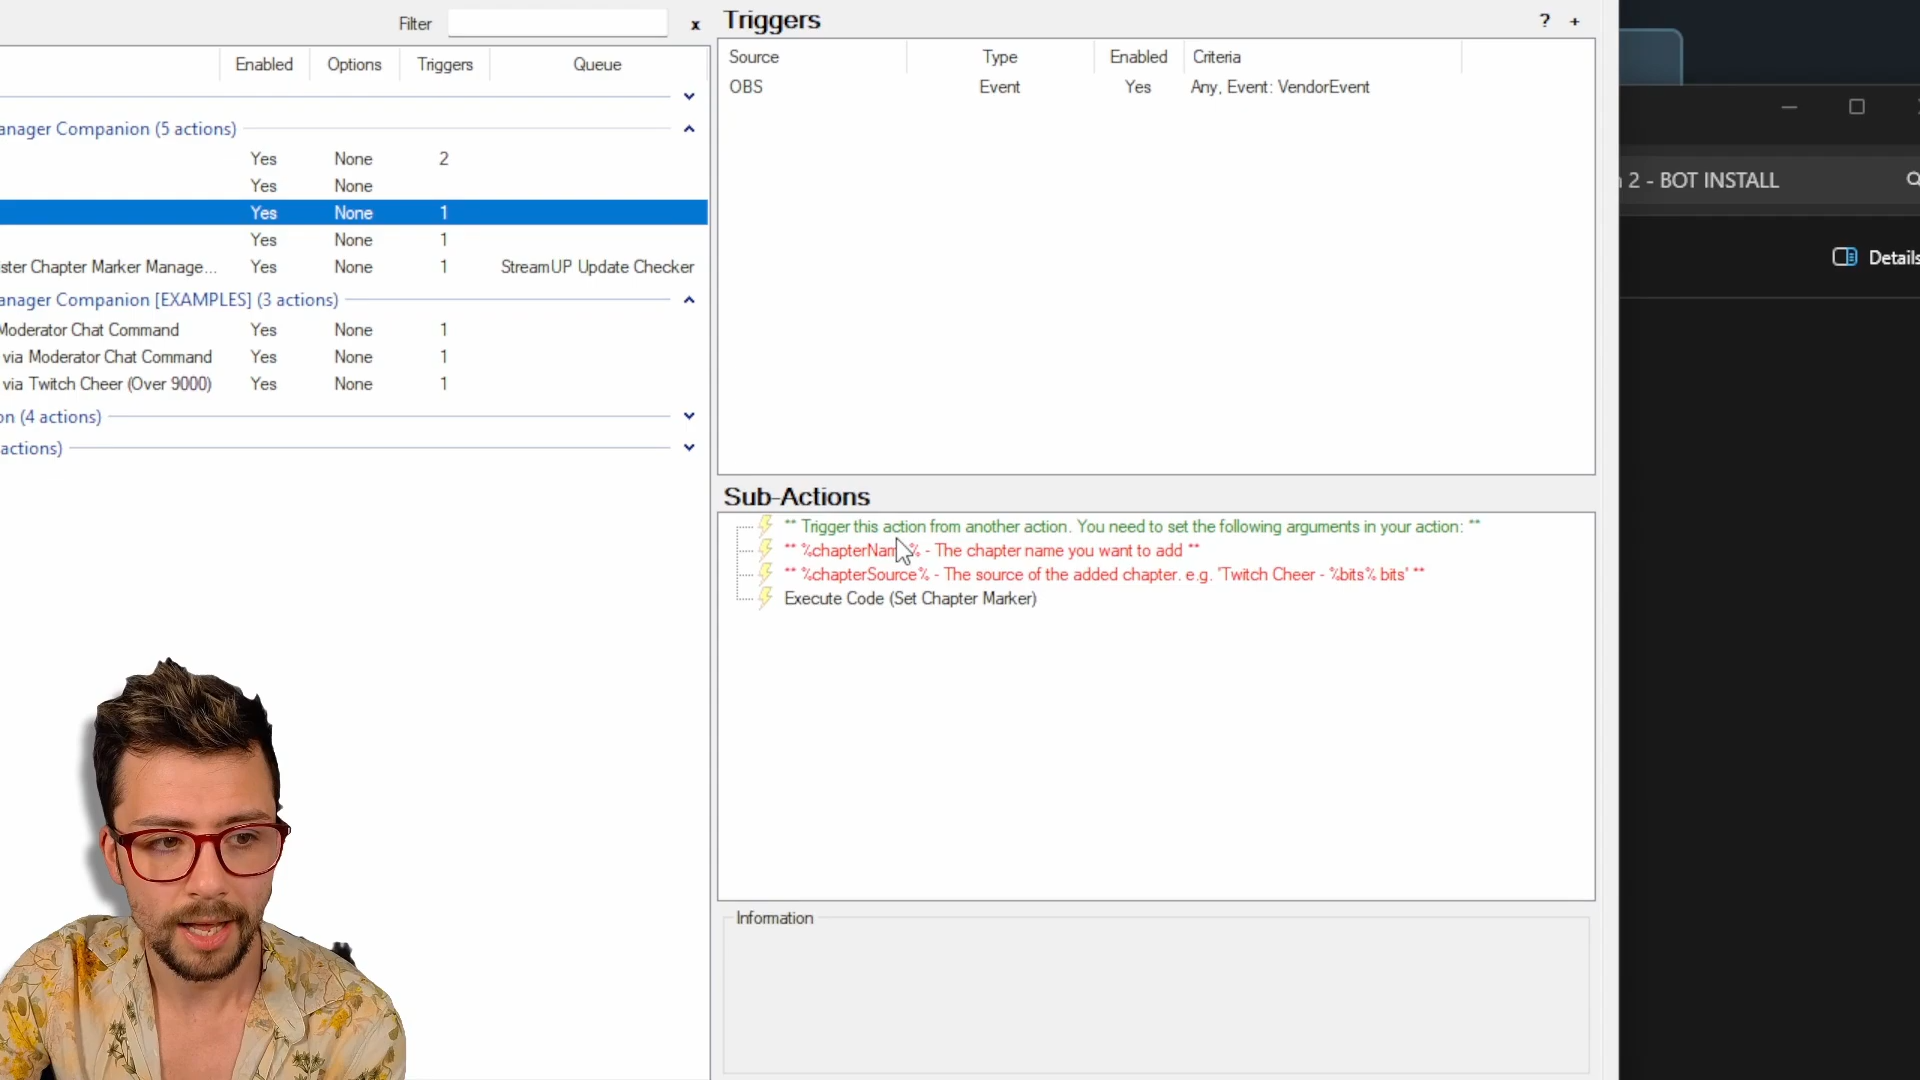 Filter
x
Enabled Options Triggers Queue
anager Companion (5 actions)
Yes None 2
Yes None
Yes None 1
Yes None 1
ister Chapter Marker Manage... Yes None 1 StreamUP Update Checker
anager Companion [EXAMPLES] (3 actions)
Moderator Chat Command Yes None 1
via Moderator Chat Command Yes None 1
via Twitch Cheer (Over 9000) Yes None 1
on (4 actions)
actions)
Triggers ? +
Source Type Enabled Criteria
OBS Event Yes Any, Event: VendorEvent
Sub-Actions
** Trigger this action from another action. You need to set the following arguments in your action: **
** %chapterName% - The chapter name you want to add **
** %chapterSource% - The source of the added chapter. e.g. 'Twitch Cheer - %bits% bits' **
Execute Code (Set Chapter Marker)
Information
2 - BOT INSTALL
Details